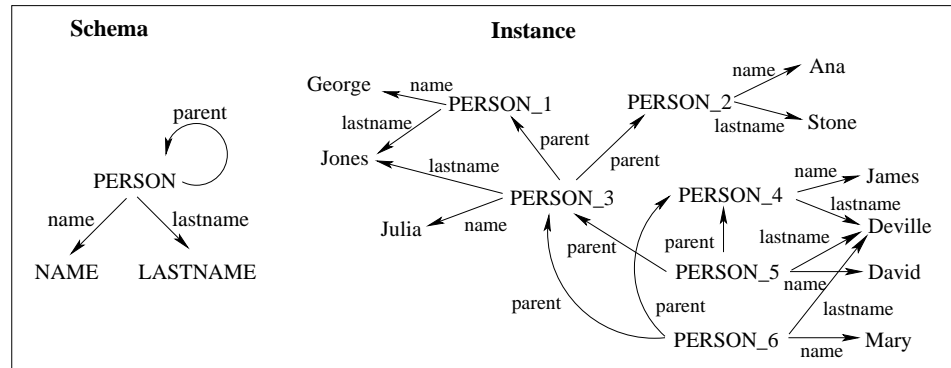 Schema
parent
PERSON
name
lastname
NAME
LASTNAME
Instance
George
name
PERSON_1
lastname
Jones
name
Ana
PERSON_2
lastname
Stone
parent
parent
lastname
PERSON_3
Julia
name
name
James
PERSON_4
lastname
Deville
parent
parent
lastname
PERSON_5
name
David
parent
parent
lastname
PERSON_6
name
Mary